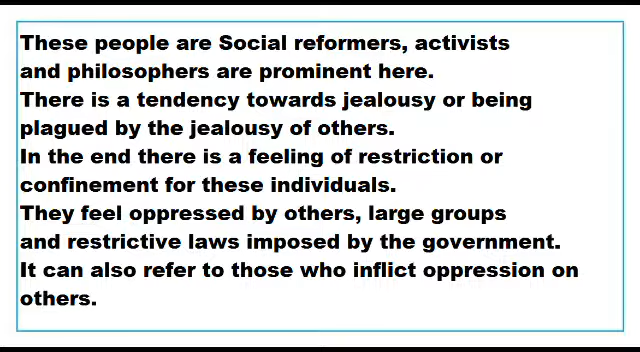 These people are Social reformers, activists
and philosophers are prominent here.
There is a tendency towards jealousy or being
plagued by the jealousy of others.
In the end there is a feeling of restriction or
confinement for these individuals.
They feel oppressed by others, large groups
and restrictive laws imposed by the government.
It can also refer to those who inflict oppression on
others.